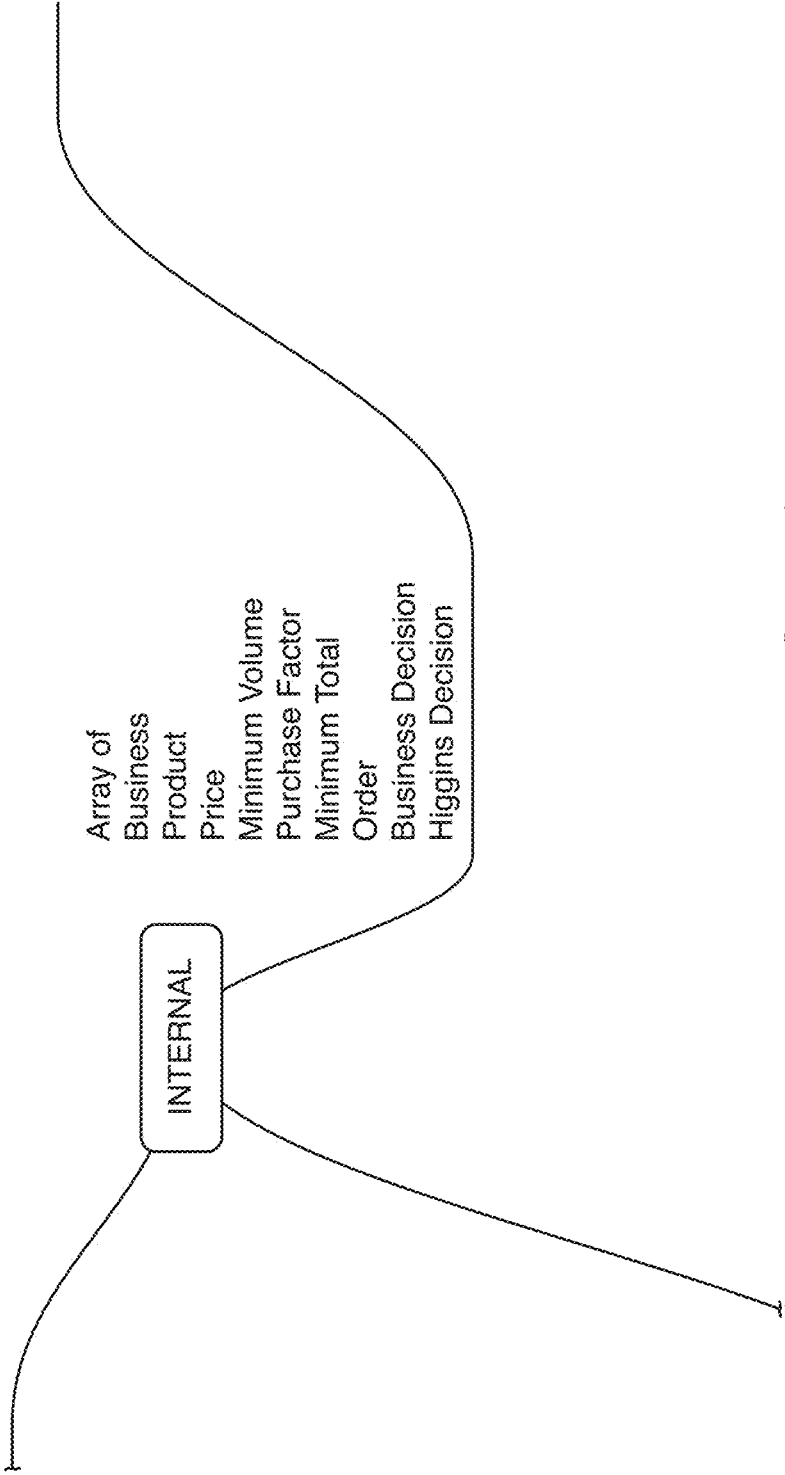 INTERNAL
Array of
Business
Product
Price
Minimum Volume
Purchase Factor
Minimum Total
Order
Business Decision
Higgins Decision